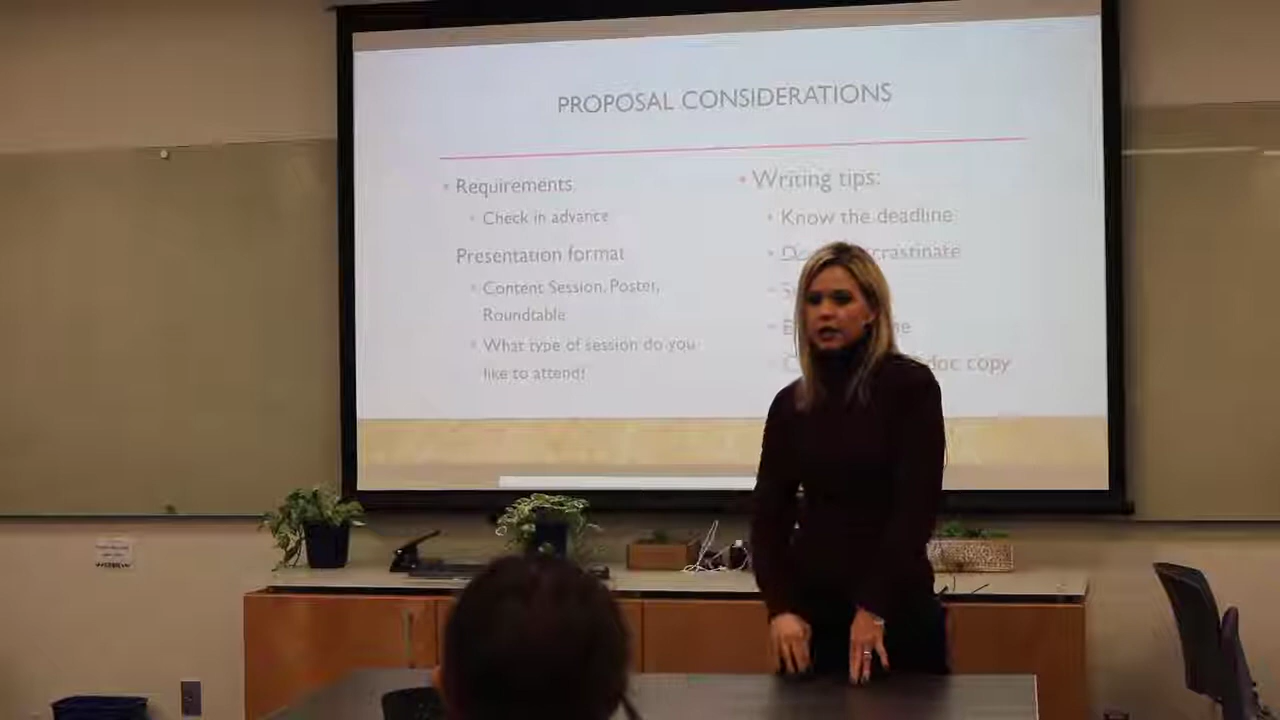 PROPOSAL CONSIDERATIONS
• Requirements
• Check in advance
Presentation format
• Content Session, Poster,
Roundtable
• What type of session do you
like to attend?
• Writing tips:
• Know the deadline
•
•
•
• doc copy